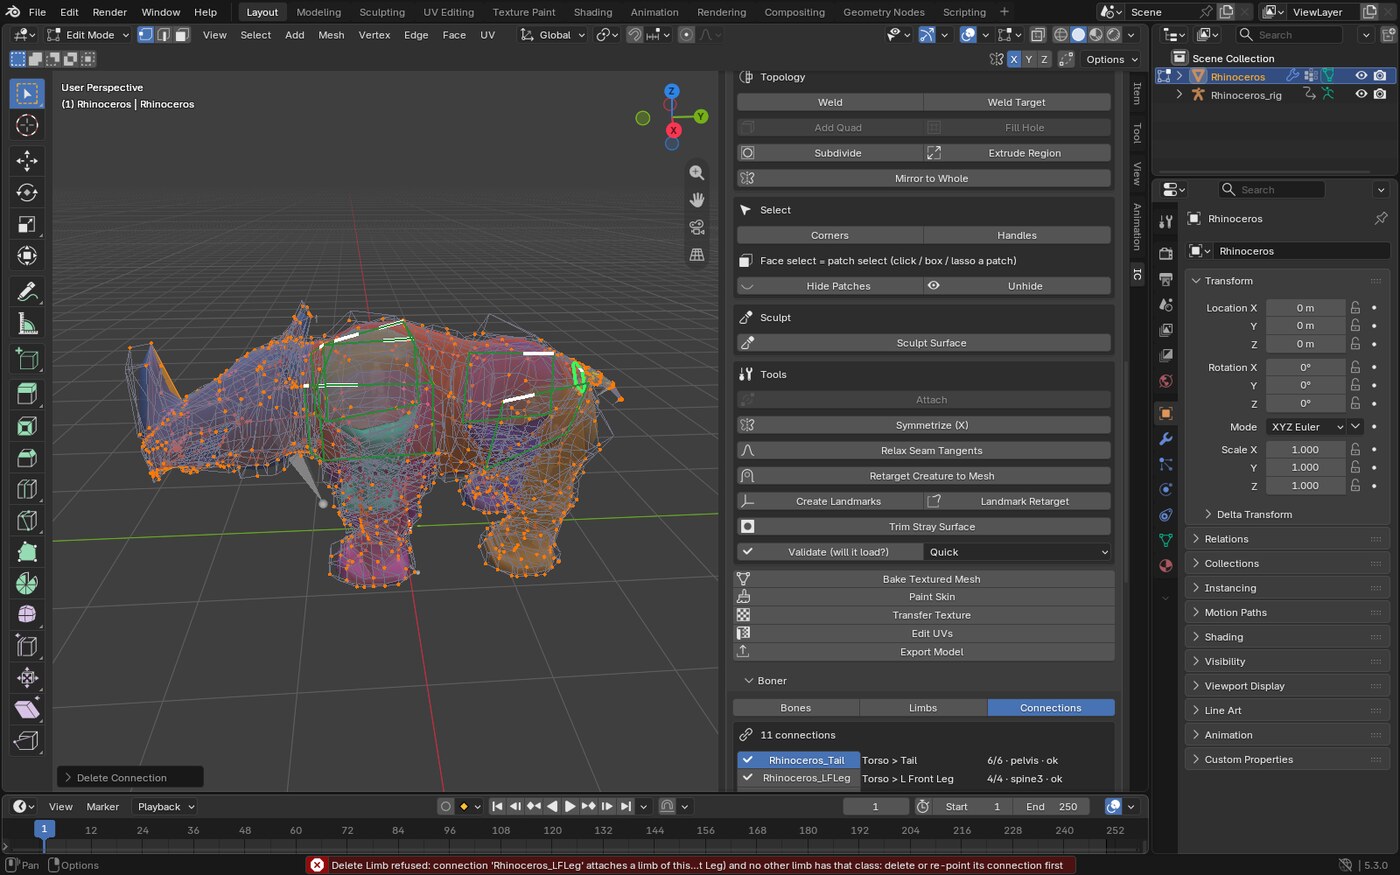 File Edit Render Window Help Layout Modeling Sculpting UV Editing Texture Paint Shading Animation Rendering Compositing Geometry Nodes Scripting + Scene ViewLayer
Edit Mode View Select Add Mesh Vertex Edge Face UV Global Search
X Y Z Options
User Perspective
(1) Rhinoceros | Rhinoceros
Z
Y
X
Topology
Weld Weld Target
Add Quad Fill Hole
Subdivide Extrude Region
Mirror to Whole
Select
Corners Handles
Face select = patch select (click / box / lasso a patch)
Hide Patches Unhide
Sculpt
Sculpt Surface
Tools
Attach
Symmetrize (X)
Relax Seam Tangents
Retarget Creature to Mesh
Create Landmarks Landmark Retarget
Trim Stray Surface
Validate (will it load?) Quick
Bake Textured Mesh
Paint Skin
Transfer Texture
Edit UVs
Export Model
Boner
Bones Limbs Connections
11 connections
Rhinoceros_Tail Torso > Tail 6/6 · pelvis · ok
Rhinoceros_LFLeg Torso > L Front Leg 4/4 · spine3 · ok
Item
Tool
View
Animation
IC
Scene Collection
Rhinoceros
Rhinoceros_rig
Search
Rhinoceros
Rhinoceros
Transform
Location X 0 m
Y 0 m
Z 0 m
Rotation X 0°
Y 0°
Z 0°
Mode XYZ Euler
Scale X 1.000
Y 1.000
Z 1.000
Delta Transform
Relations
Collections
Instancing
Motion Paths
Shading
Visibility
Viewport Display
Line Art
Animation
Custom Properties
Delete Connection
View Marker Playback 1 Start 1 End 250
1 12 24 36 48 60 72 84 96 108 120 132 144 156 168 180 192 204 216 228 240 252
Pan Options Delete Limb refused: connection 'Rhinoceros_LFLeg' attaches a limb of this...t Leg) and no other limb has that class: delete or re-point its connection first 5.3.0